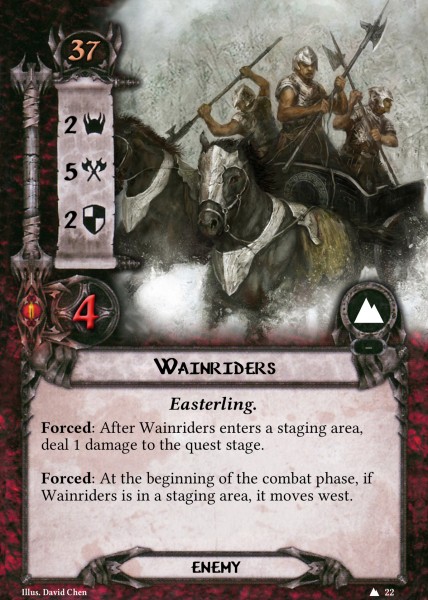 37
2
5
2
4
Wainriders
Easterling.
Forced: After Wainriders enters a staging area,
deal 1 damage to the quest stage.
Forced: At the beginning of the combat phase, if
Wainriders is in a staging area, it moves west.
ENEMY
Illus. David Chen
22